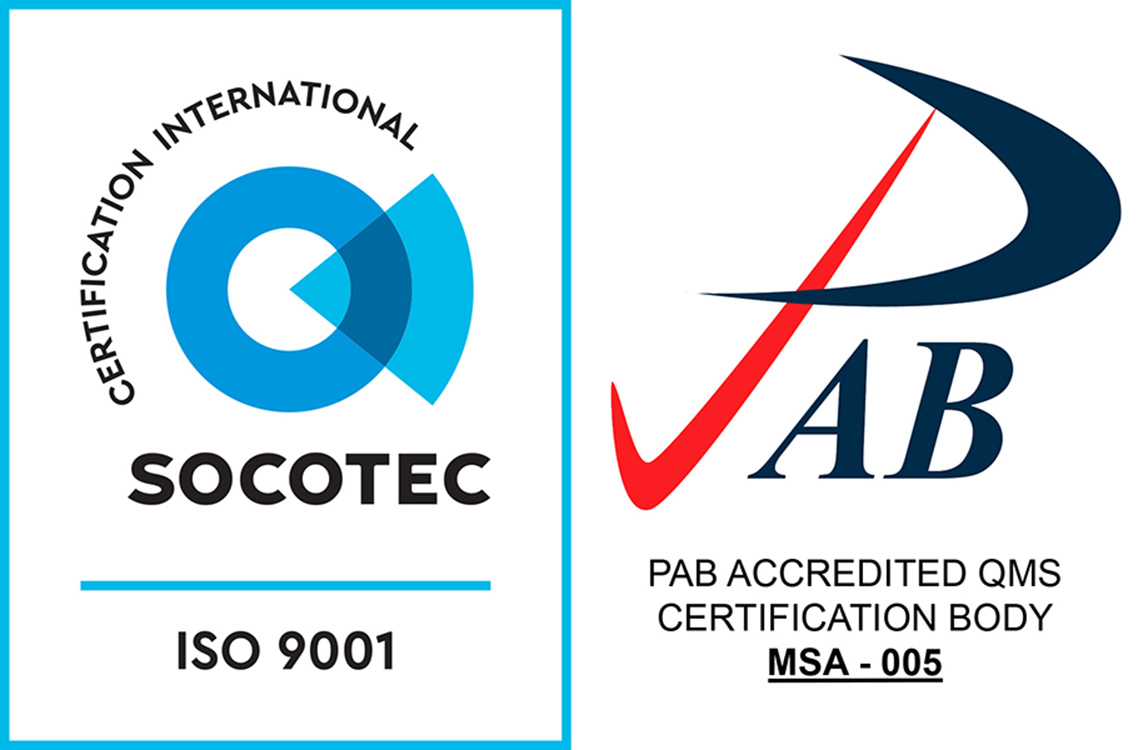 CERTIFICATION INTERNATIONAL
SOCOTEC
ISO 9001
PAB
PAB ACCREDITED QMS
CERTIFICATION BODY
MSA - 005